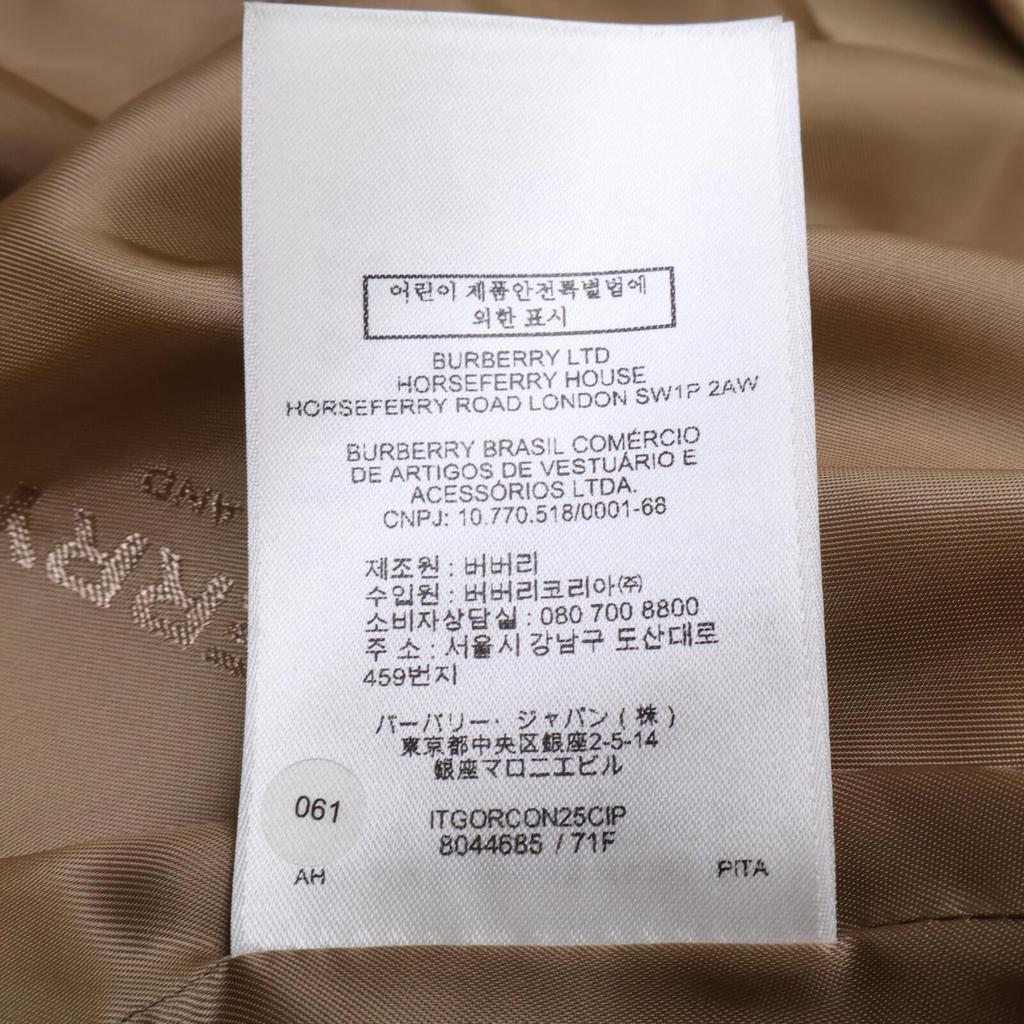 어린이 제품안전특별법에
의한 표시
BURBERRY LTD
HORSEFERRY HOUSE
HORSEFERRY ROAD LONDON SW1P 2AW
BURBERRY BRASIL COMÉRCIO
DE ARTIGOS DE VESTUÁRIO E
ACESSÓRIOS LTDA.
CNPJ: 10.770.518/0001-68
제조원 : 버버리
수입원 : 버버리코리아㈜
소비자상담실 : 080 700 8800
주 소 : 서울시 강남구 도산대로
459번지
バーバリー・ジャパン ( 株 )
東京都中央区銀座2-5-14
銀座マロニエビル
061
ITGORCON25CIP
8044685 / 71F
AH
PITA